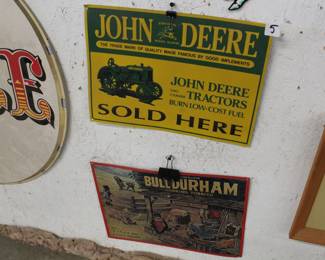 JOHN DEERE
5
THE TRADE MARK OF QUALITY MADE FAMOUS BY GOOD IMPLEMENTS
JOHN DEERE
TRACTORS
BURN LOW-COST FUEL
SOLD HERE
BULL DURHAM